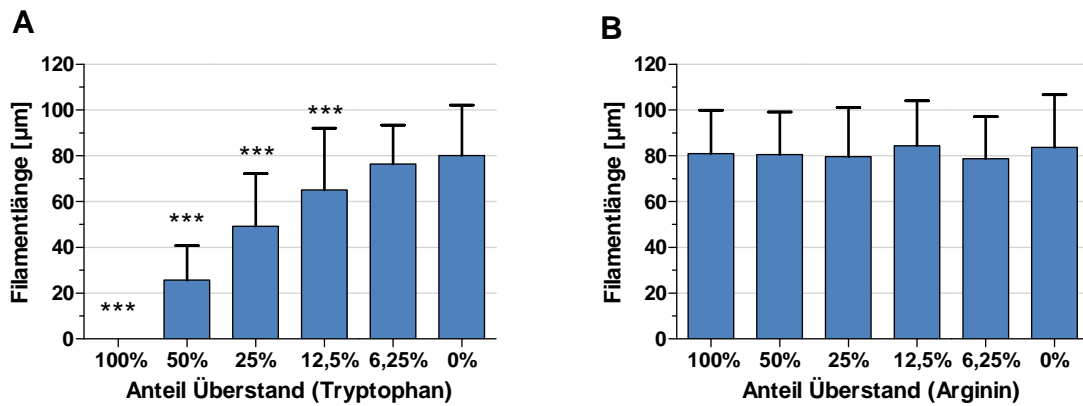 A
120
100
80
60
40
20
0
Filamentlänge [µm]
***
***
***
***
100% 50% 25% 12,5% 6,25% 0%
Anteil Überstand (Tryptophan)
B
120
100
80
60
40
20
0
Filamentlänge [µm]
100% 50% 25% 12,5% 6,25% 0%
Anteil Überstand (Arginin)